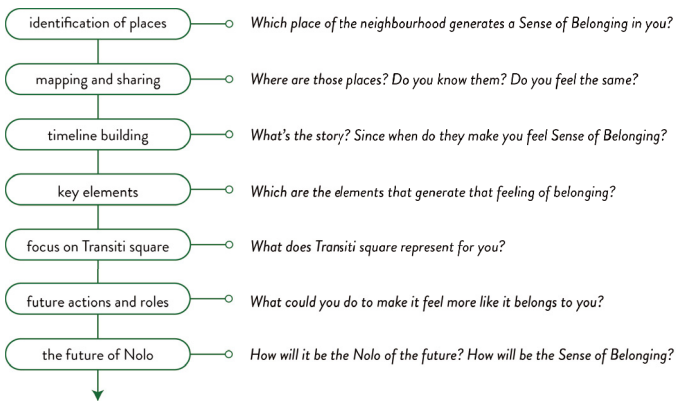 identification of places
Which place of the neighbourhood generates a Sense of Belonging in you?
mapping and sharing
Where are those places? Do you know them? Do you feel the same?
timeline building
What's the story? Since when do they make you feel Sense of Belonging?
key elements
Which are the elements that generate that feeling of belonging?
focus on Transiti square
What does Transiti square represent for you?
future actions and roles
What could you do to make it feel more like it belongs to you?
the future of Nolo
How will it be the Nolo of the future? How will be the Sense of Belonging?